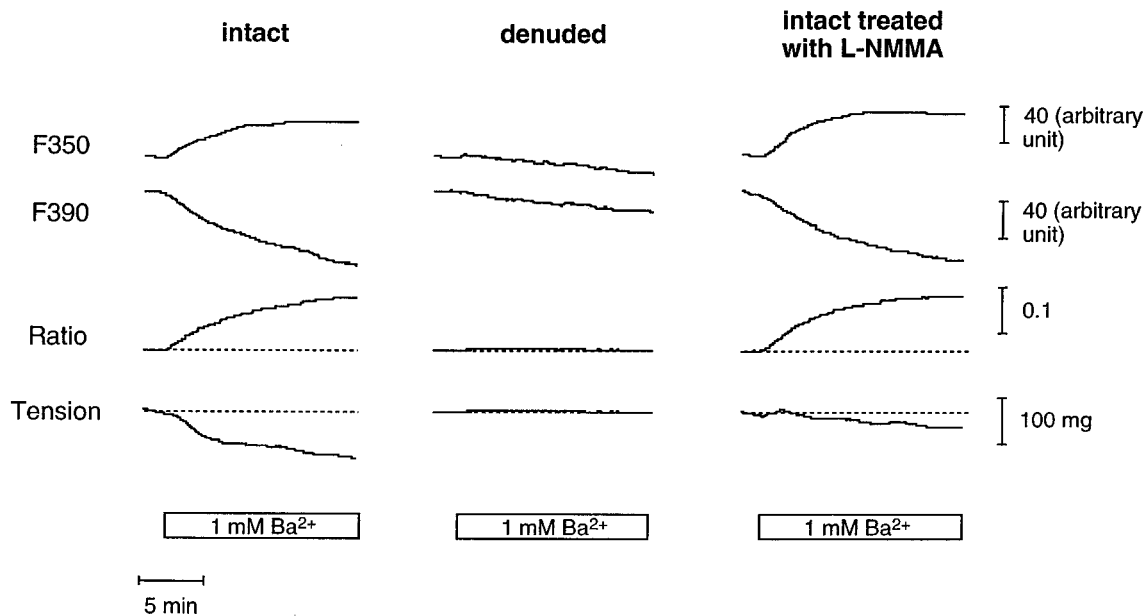 intact
denuded
intact treated
with L-NMMA
F350
40 (arbitrary
unit)
F390
40 (arbitrary
unit)
Ratio
0.1
Tension
100 mg
1 mM Ba²⁺
1 mM Ba²⁺
1 mM Ba²⁺
5 min